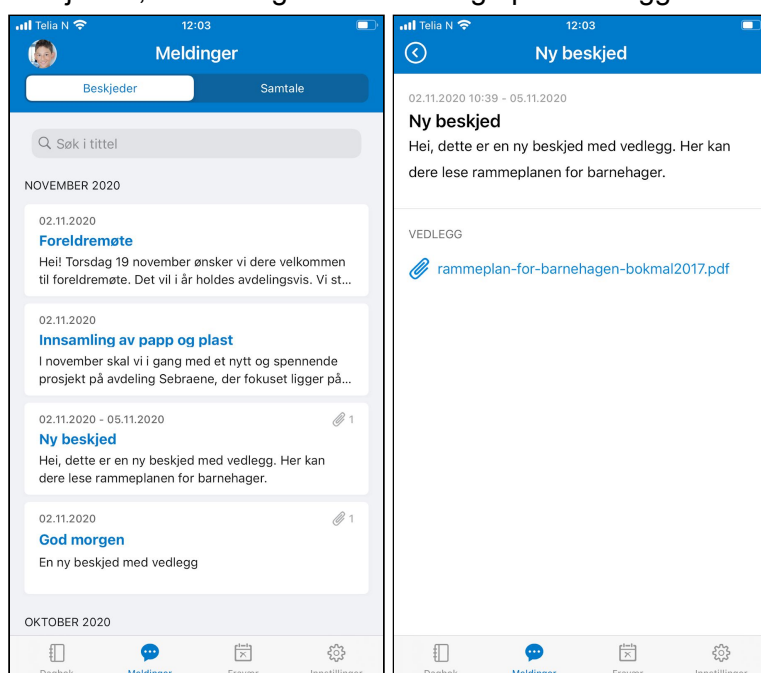 Telia N 12:03
Meldinger
Beskjeder Samtale
Søk i tittel
NOVEMBER 2020
02.11.2020
Foreldremøte
Hei! Torsdag 19 november ønsker vi dere velkommen
til foreldremøte. Det vil i år holdes avdelingsvis. Vi st...
02.11.2020
Innsamling av papp og plast
I november skal vi i gang med et nytt og spennende
prosjekt på avdeling Sebraene, der fokuset ligger på...
02.11.2020 - 05.11.2020 1
Ny beskjed
Hei, dette er en ny beskjed med vedlegg. Her kan
dere lese rammeplanen for barnehager.
02.11.2020 1
God morgen
En ny beskjed med vedlegg
OKTOBER 2020
Dagbok Meldinger Fravær Innstillinger
Telia N 12:03
Ny beskjed
02.11.2020 10:39 - 05.11.2020
Ny beskjed
Hei, dette er en ny beskjed med vedlegg. Her kan
dere lese rammeplanen for barnehager.
VEDLEGG
rammeplan-for-barnehagen-bokmal2017.pdf
Dagbok Meldinger Fravær Innstillinger